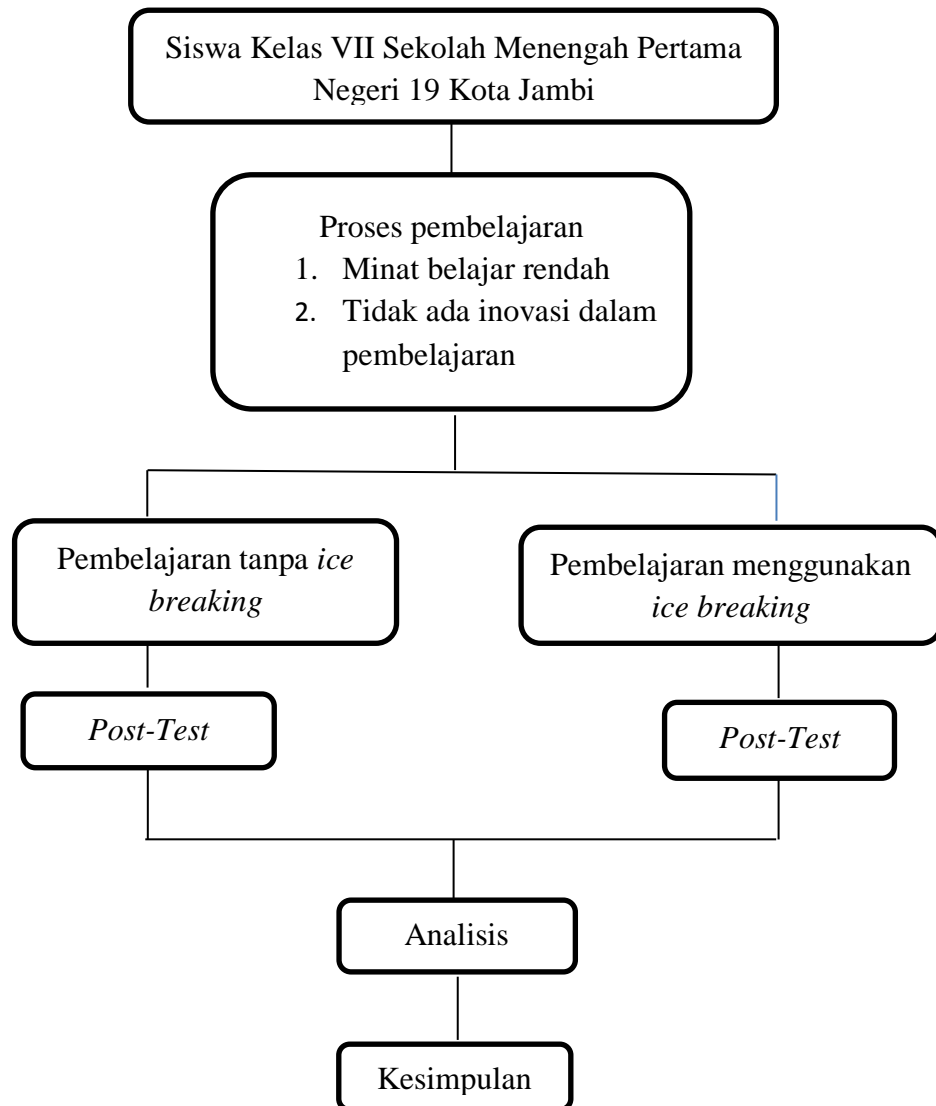 Siswa Kelas VII Sekolah Menengah Pertama
Negeri 19 Kota Jambi
Proses pembelajaran
1. Minat belajar rendah
2. Tidak ada inovasi dalam
pembelajaran
Pembelajaran tanpa ice
breaking
Pembelajaran menggunakan
ice breaking
Post-Test
Post-Test
Analisis
Kesimpulan